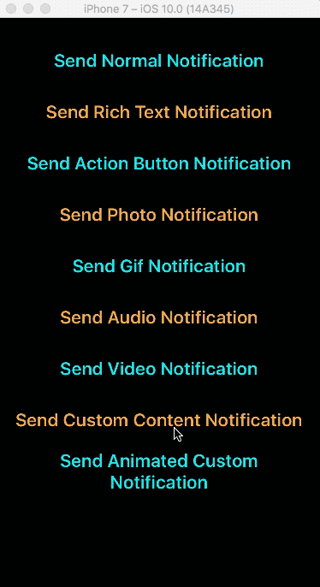 iPhone 7 – iOS 10.0 (14A345)
Send Normal Notification
Send Rich Text Notification
Send Action Button Notification
Send Photo Notification
Send Gif Notification
Send Audio Notification
Send Video Notification
Send Custom Content Notification
Send Animated Custom
Notification